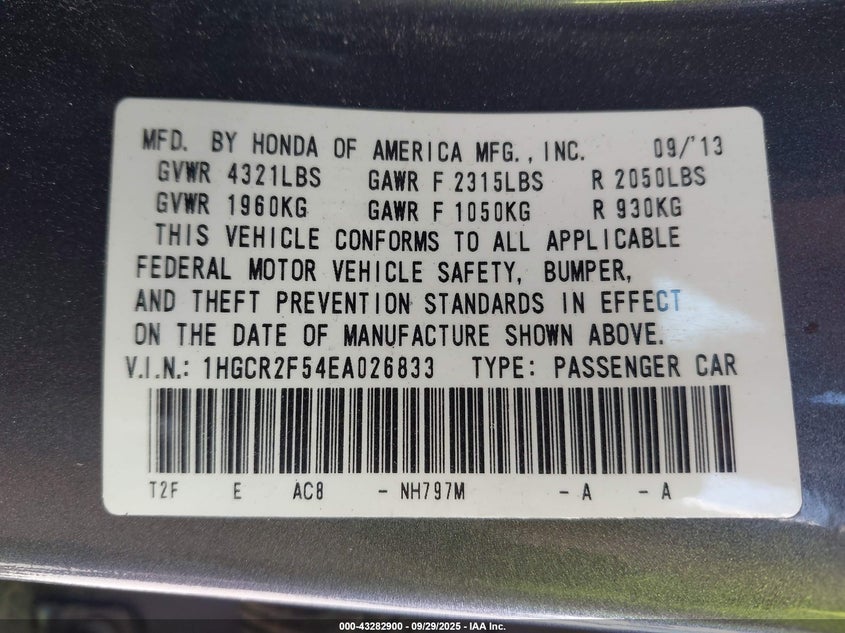 MFD. BY HONDA OF AMERICA MFG., INC. 09/'13
GVWR 4321LBS GAWR F 2315LBS R 2050LBS
GVWR 1960KG GAWR F 1050KG R 930KG
THIS VEHICLE CONFORMS TO ALL APPLICABLE
FEDERAL MOTOR VEHICLE SAFETY, BUMPER,
AND THEFT PREVENTION STANDARDS IN EFFECT
ON THE DATE OF MANUFACTURE SHOWN ABOVE.
V.I.N.: 1HGCR2F54EA026833 TYPE: PASSENGER CAR
T2F E AC8 - NH797M - A - A
000-43282900 - 09/29/2025 - IAA Inc.